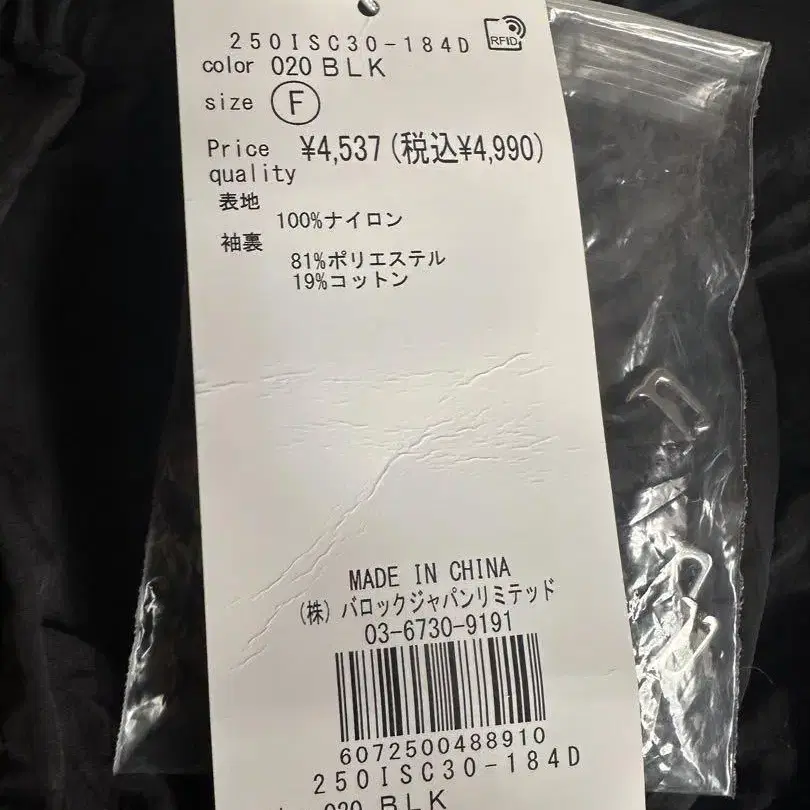 250ISC30-184D
RFID
color 020 BLK
size F
Price ¥4,537(税込¥4,990)
quality
表地
100%ナイロン
袖裏
81%ポリエステル
19%コットン
MADE IN CHINA
(株)バロックジャパンリミテッド
03-6730-9191
6072500488910
250ISC30-184D
020 BLK